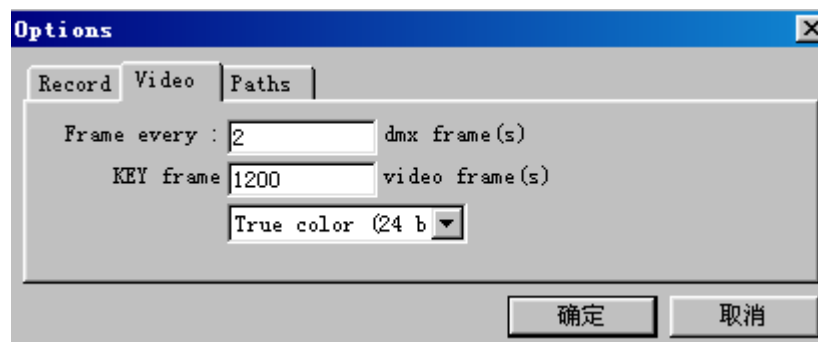 Options
Record Video Paths
Frame every : 2 dmx frame(s)
KEY frame 1200 video frame(s)
True color (24 b
确定 取消